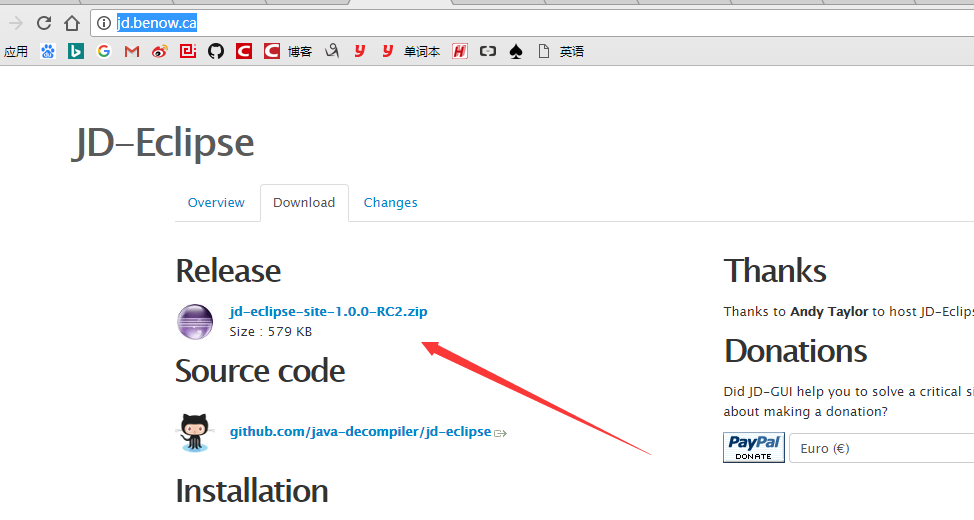 jd.benow.ca
应用 博客 单词本 英语
JD-Eclipse
Overview Download Changes
Release
jd-eclipse-site-1.0.0-RC2.zip
Size : 579 KB
Source code
github.com/java-decompiler/jd-eclipse
Installation
Thanks
Thanks to Andy Taylor to host JD-Eclips
Donations
Did JD-GUI help you to solve a critical si
about making a donation?
PayPal
DONATE
Euro (€)